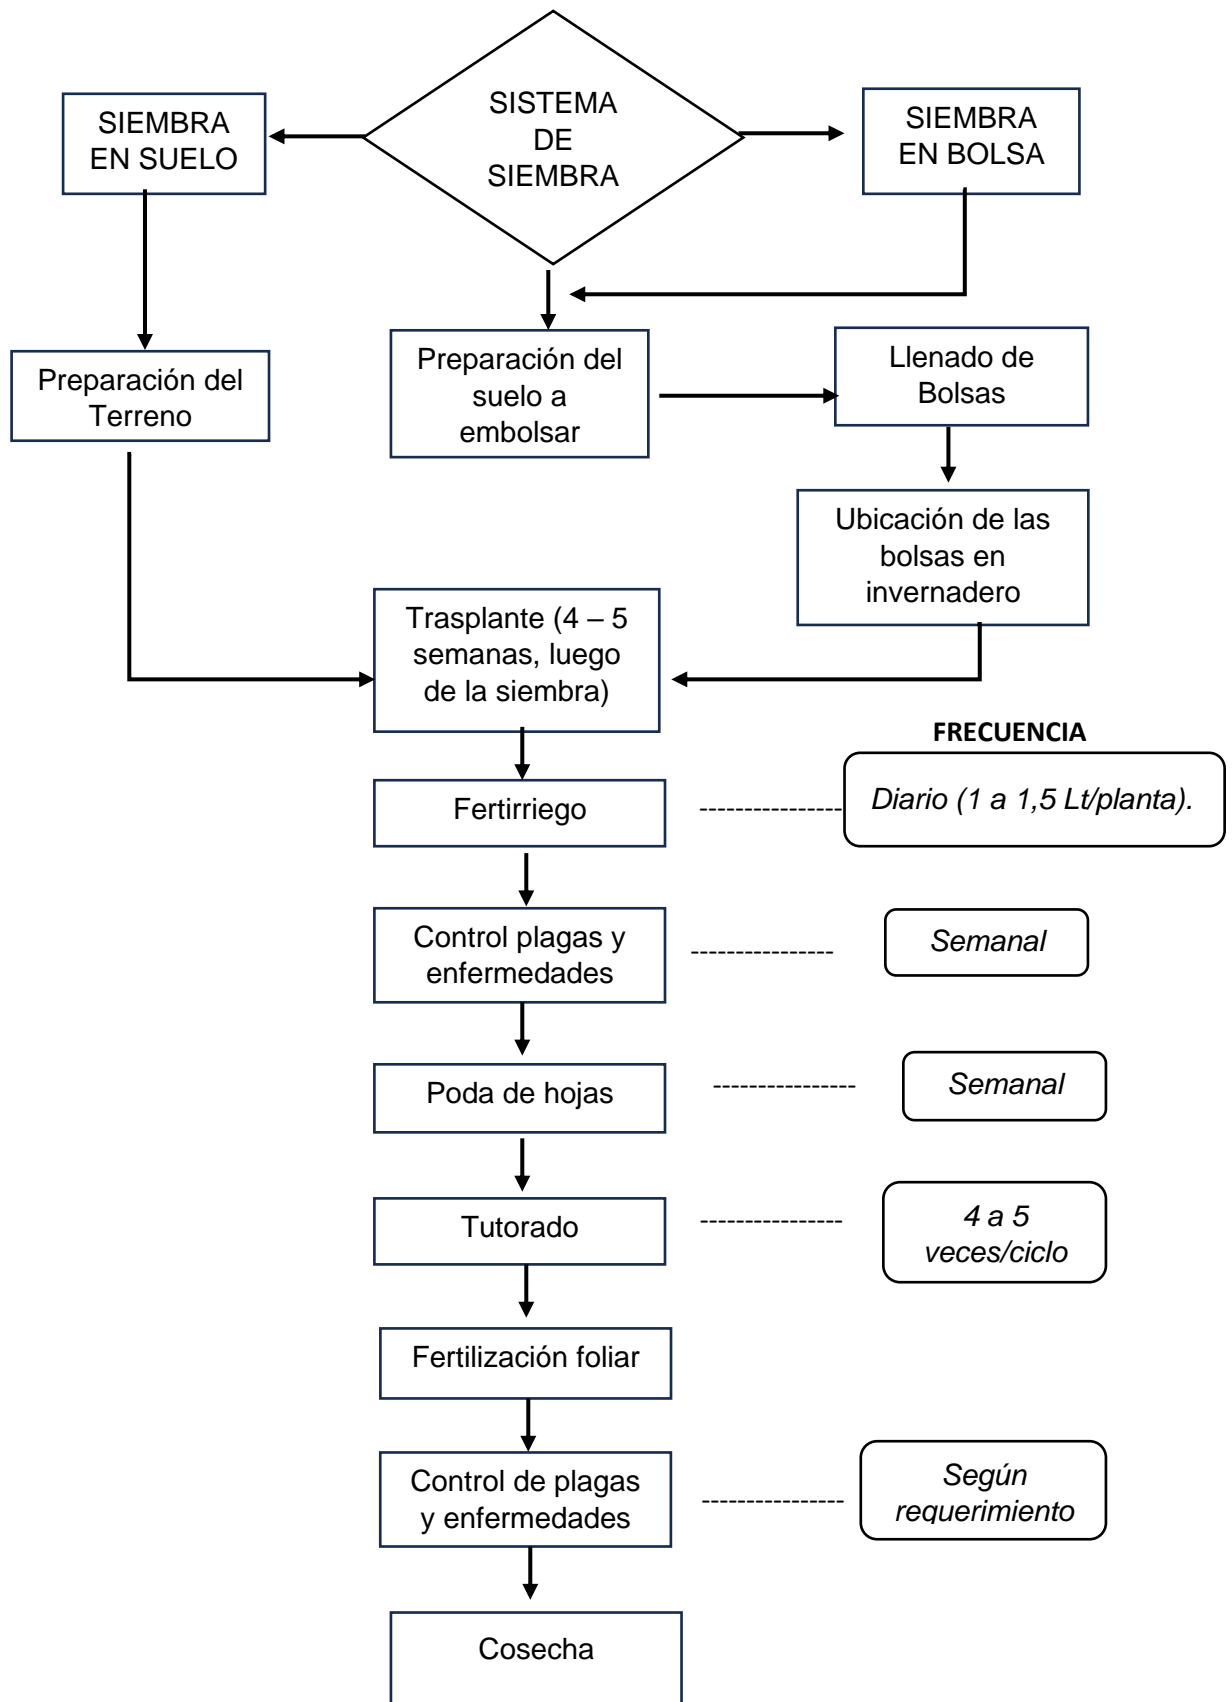 SISTEMA
DE
SIEMBRA
SIEMBRA
EN SUELO
SIEMBRA
EN BOLSA
Preparación del
Terreno
Preparación del
suelo a
embolsar
Llenado de
Bolsas
Ubicación de las
bolsas en
invernadero
Trasplante (4 – 5
semanas, luego
de la siembra)
FRECUENCIA
Fertirriego
Diario (1 a 1,5 Lt/planta).
Control plagas y
enfermedades
Semanal
Poda de hojas
Semanal
Tutorado
4 a 5
veces/ciclo
Fertilización foliar
Control de plagas
y enfermedades
Según
requerimiento
Cosecha